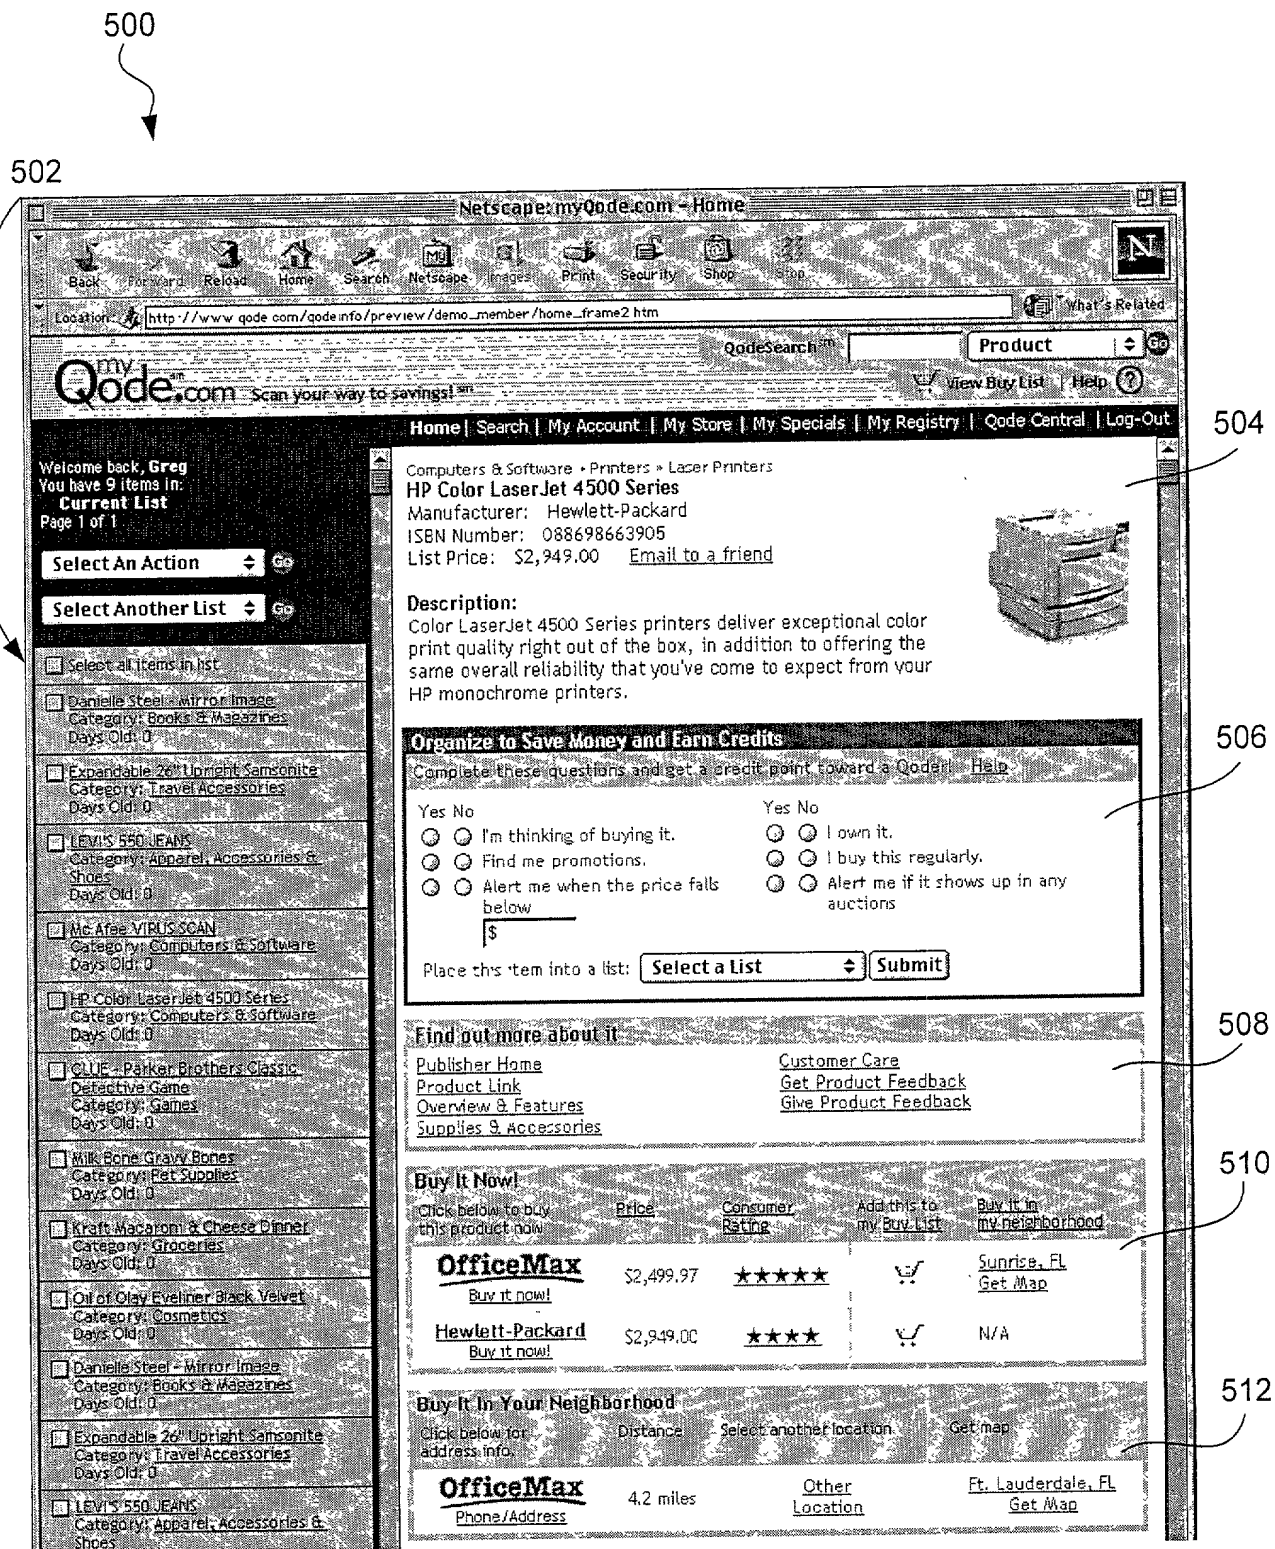 500
502
Netscape: myQode.com - Home
Back Forward Reload Home Search Netscape Images Print Security Shop Stop
My
N
Location: http://www.qode.com/qodeinfo/preview/demo_member/home_frame2.htm What's Related
QodeSearch℠ Product Go
my Qode℠.com Scan your way to savings!℠
View Buy List | Help ?
Home | Search | My Account | My Store | My Specials | My Registry | Qode Central | Log-Out
504
Welcome back, Greg
You have 9 items in:
Current List
Page 1 of 1
Select An Action Go
Select Another List Go
Select all items in list
Danielle Steel - Mirror Image
Category: Books & Magazines
Days Old: 0
Expandable 26" Upright Samsonite
Category: Travel Accessories
Days Old: 0
LEVI'S 550 JEANS
Category: Apparel, Accessories &
Shoes
Days Old: 0
Mc Afee VIRUS SCAN
Category: Computers & Software
Days Old: 0
HP Color LaserJet 4500 Series
Category: Computers & Software
Days Old: 0
CLUE - Parker Brothers Classic
Detective Game
Category: Games
Days Old: 0
Milk Bone Gravy Bones
Category: Pet Supplies
Days Old: 0
Kraft Macaroni & Cheese Dinner
Category: Groceries
Days Old: 0
Oil of Olay Eyeliner Black Velvet
Category: Cosmetics
Days Old: 0
Danielle Steel - Mirror Image
Category: Books & Magazines
Days Old: 0
Expandable 26" Upright Samsonite
Category: Travel Accessories
Days Old: 0
LEVI'S 550 JEANS
Category: Apparel, Accessories &
Shoes
Computers & Software • Printers » Laser Printers
HP Color LaserJet 4500 Series
Manufacturer: Hewlett-Packard
ISBN Number: 088698663905
List Price: $2,949.00 Email to a friend
Description:
Color LaserJet 4500 Series printers deliver exceptional color
print quality right out of the box, in addition to offering the
same overall reliability that you've come to expect from your
HP monochrome printers.
506
Organize to Save Money and Earn Credits
Complete these questions and get a credit point toward a Qoder! Help
Yes No Yes No
I'm thinking of buying it. I own it.
Find me promotions. I buy this regularly.
Alert me when the price falls Alert me if it shows up in any
below auctions
$
Place this item into a list: Select a List Submit
508
Find out more about it
Publisher Home Customer Care
Product Link Get Product Feedback
Overview & Features Give Product Feedback
Supplies & Accessories
510
Buy It Now!
Click below to buy Price Consumer Add this to Buy it in
this product now Rating my Buy List my neighborhood
OfficeMax $2,499.97 ★★★★★ Sunrise, FL
Buy it now! Get Map
Hewlett-Packard $2,949.00 ★★★★ N/A
Buy it now!
512
Buy It In Your Neighborhood
Click below for Distance Select another location Get map
address info.
OfficeMax 4.2 miles Other Ft. Lauderdale, FL
Phone/Address Location Get Map